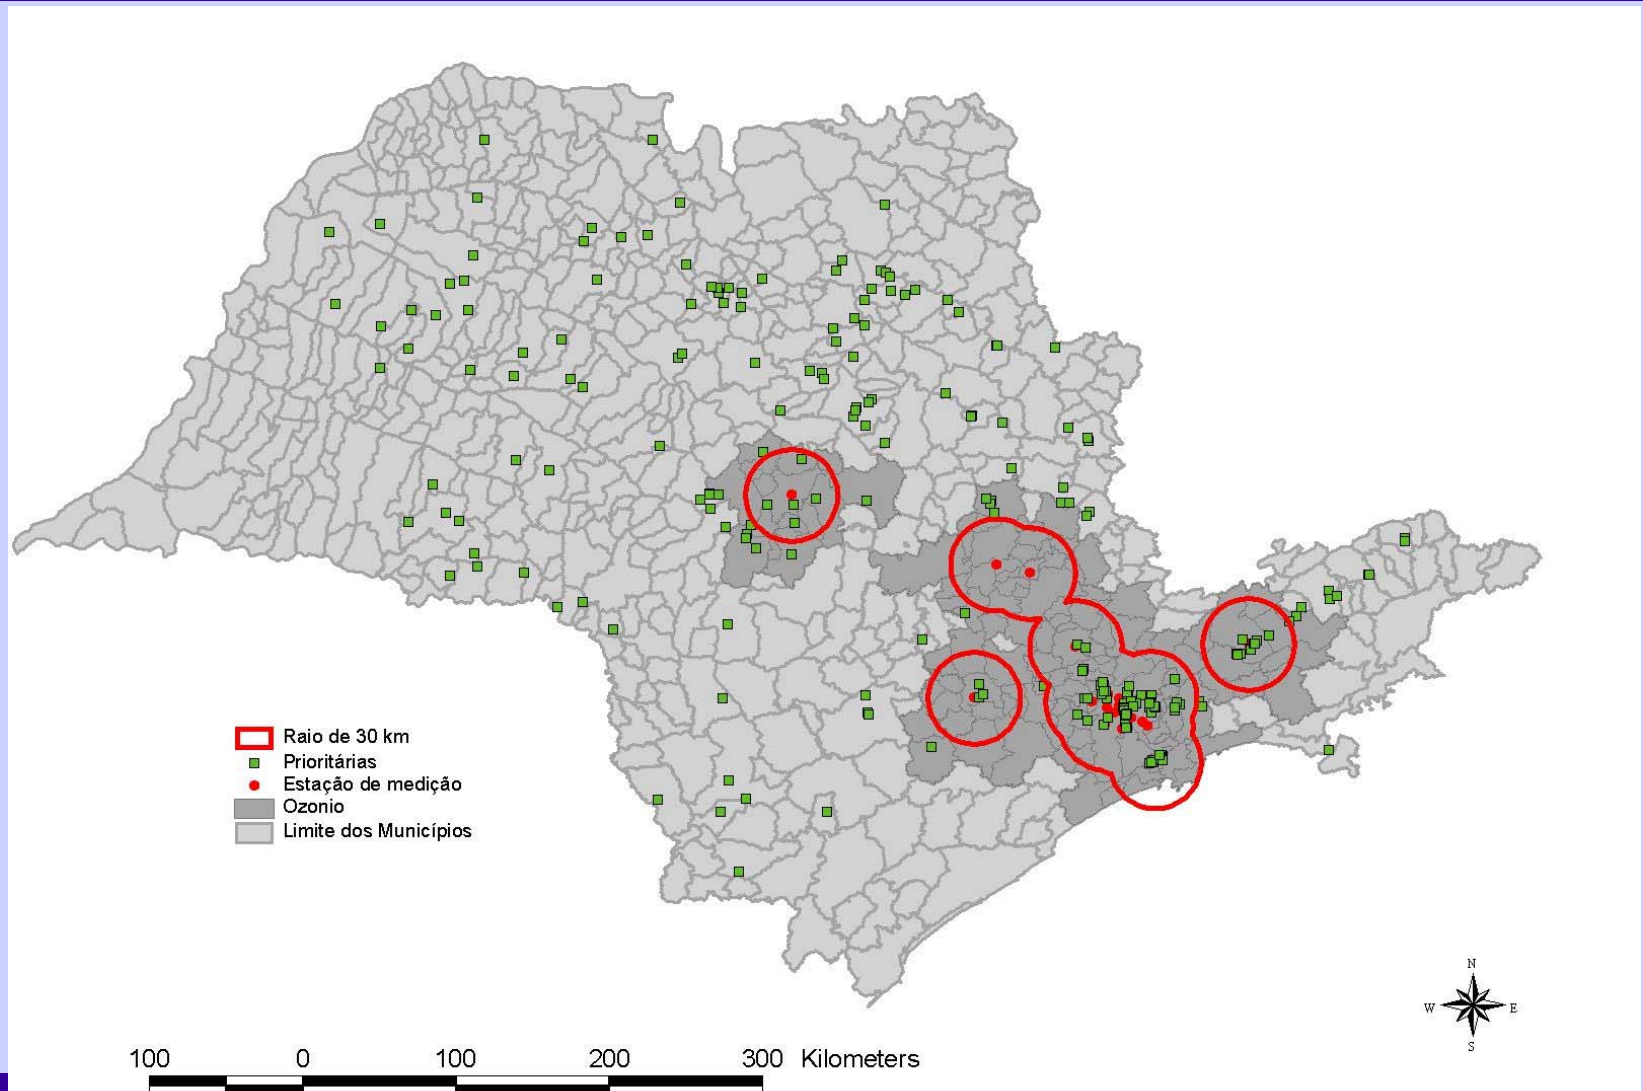 Raio de 30 km
Prioritárias
Estação de medição
Ozonio
Limite dos Municípios
N
W E
S
100 0 100 200 300 Kilometers